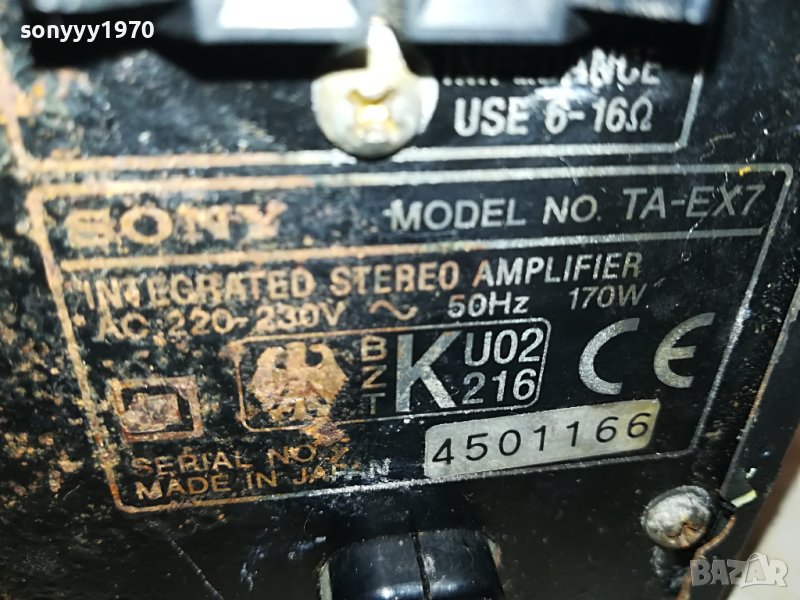 sonyyy1970
IMPEDANCE
USE 6-16Ω
SONY MODEL NO. TA-EX7
INTEGRATED STEREO AMPLIFIER
AC 220-230V ~ 50Hz 170W
BZT K U02 216 CE
SERIAL NO. 4501166
MADE IN JAPAN
BAZAR